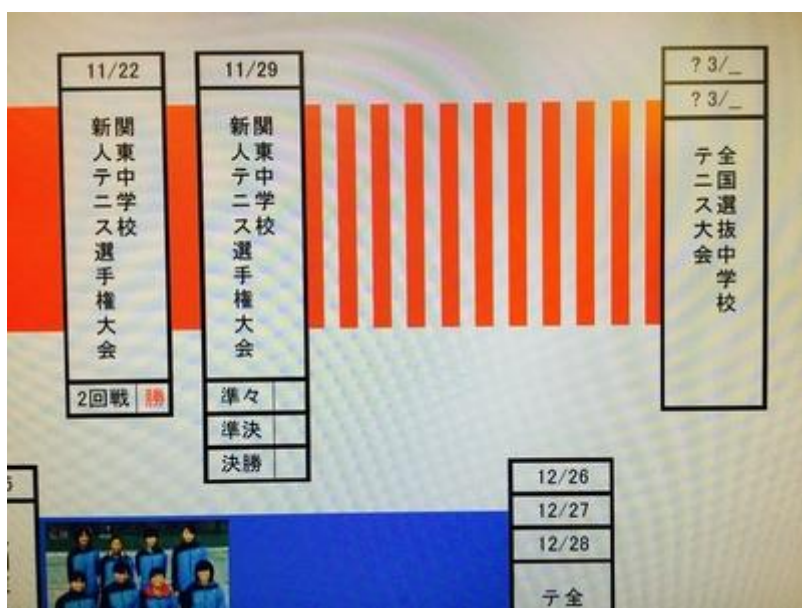 11/22
関東中学校
新人テニス選手権大会
2回戦 勝
11/29
関東中学校
新人テニス選手権大会
準々
準決
決勝
? 3/_
? 3/_
全国選抜中学校
テニス大会
12/26
12/27
12/28
全
テ